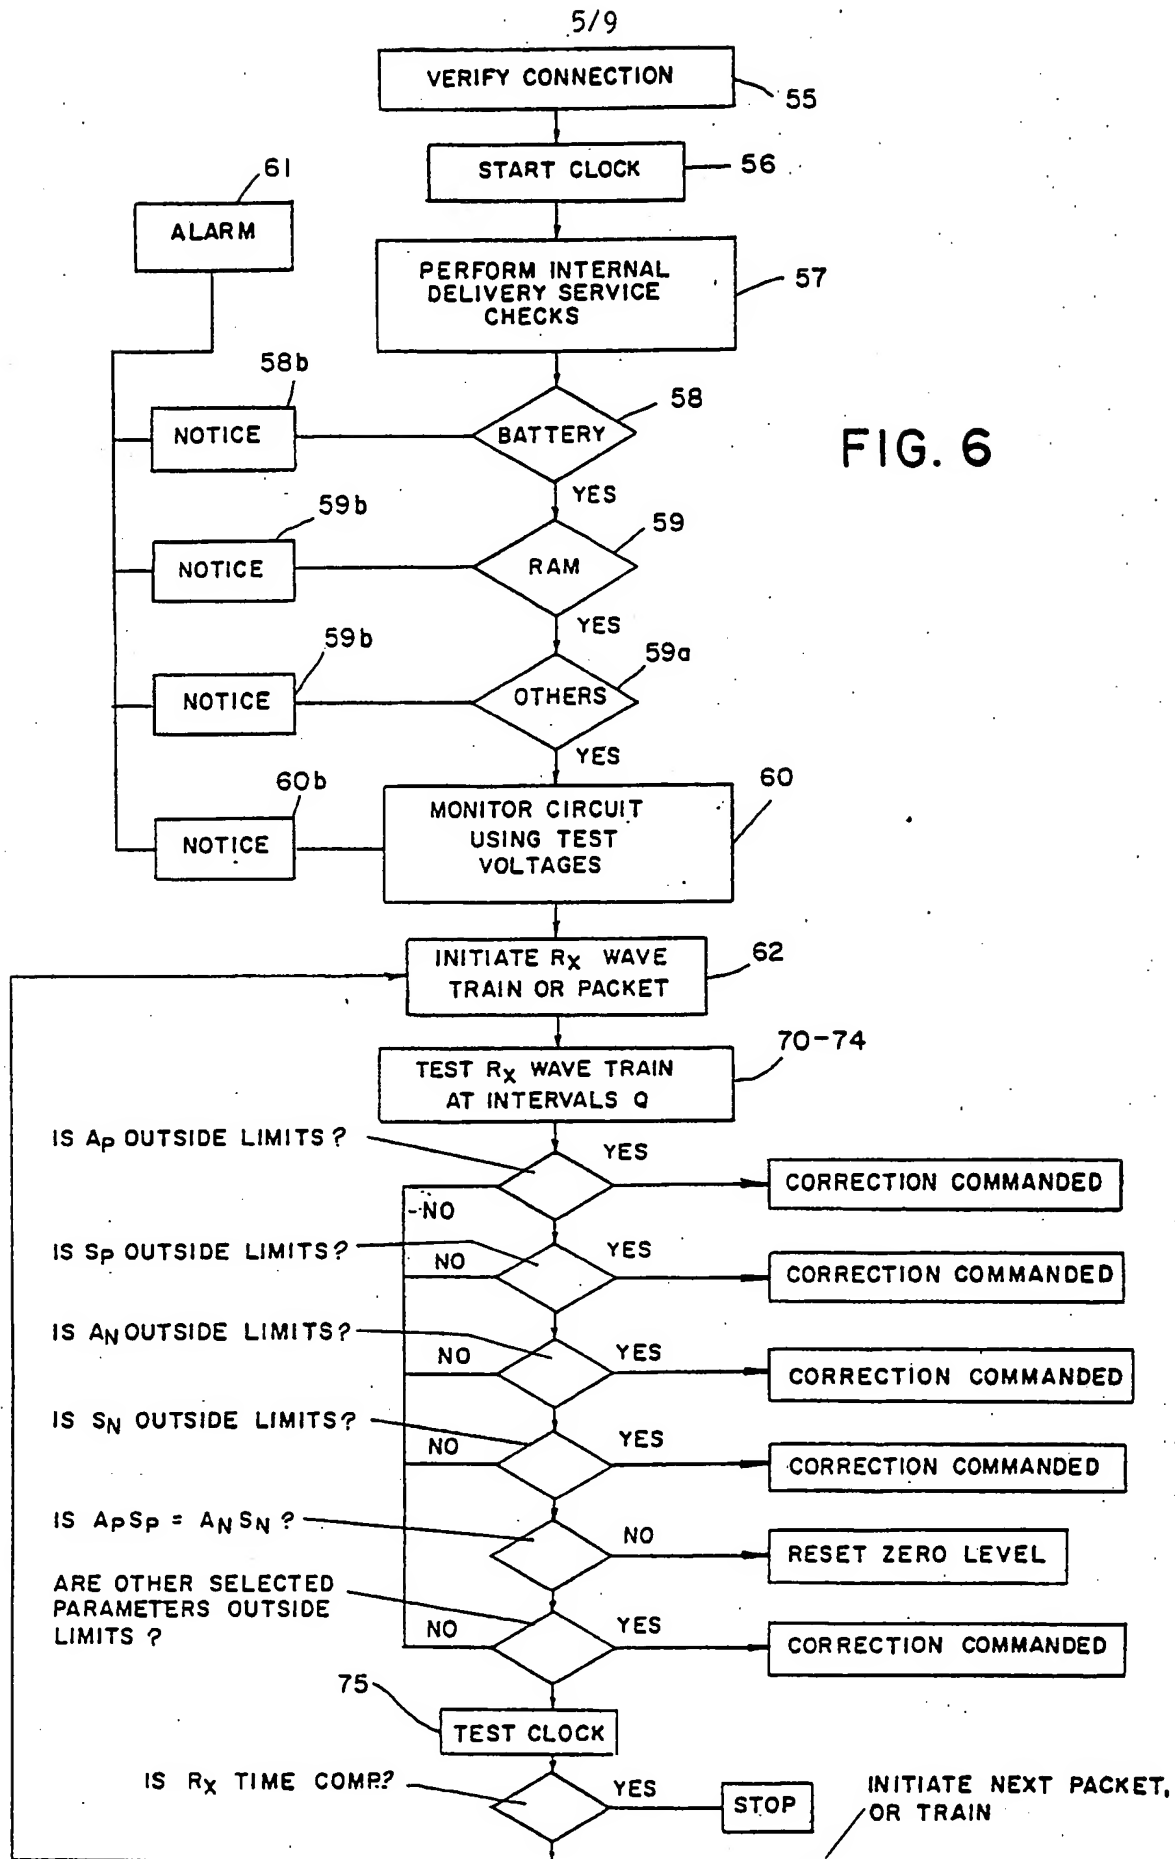 5/9
VERIFY CONNECTION
55
START CLOCK
56
61
ALARM
PERFORM INTERNAL
DELIVERY SERVICE
CHECKS
57
58b
NOTICE
BATTERY
58
FIG. 6
YES
59b
NOTICE
RAM
59
YES
59b
NOTICE
OTHERS
59a
YES
60b
NOTICE
MONITOR CIRCUIT
USING TEST
VOLTAGES
60
INITIATE RX WAVE
TRAIN OR PACKET
62
TEST RX WAVE TRAIN
AT INTERVALS Q
70-74
IS AP OUTSIDE LIMITS?
YES
CORRECTION COMMANDED
-NO
IS SP OUTSIDE LIMITS?
NO
YES
CORRECTION COMMANDED
IS AN OUTSIDE LIMITS?
NO
YES
CORRECTION COMMANDED
IS SN OUTSIDE LIMITS?
NO
YES
CORRECTION COMMANDED
IS APSP = ANSN?
NO
RESET ZERO LEVEL
ARE OTHER SELECTED
PARAMETERS OUTSIDE
LIMITS ?
NO
YES
CORRECTION COMMANDED
75
TEST CLOCK
IS RX TIME COMP.?
YES
STOP
INITIATE NEXT PACKET,
OR TRAIN